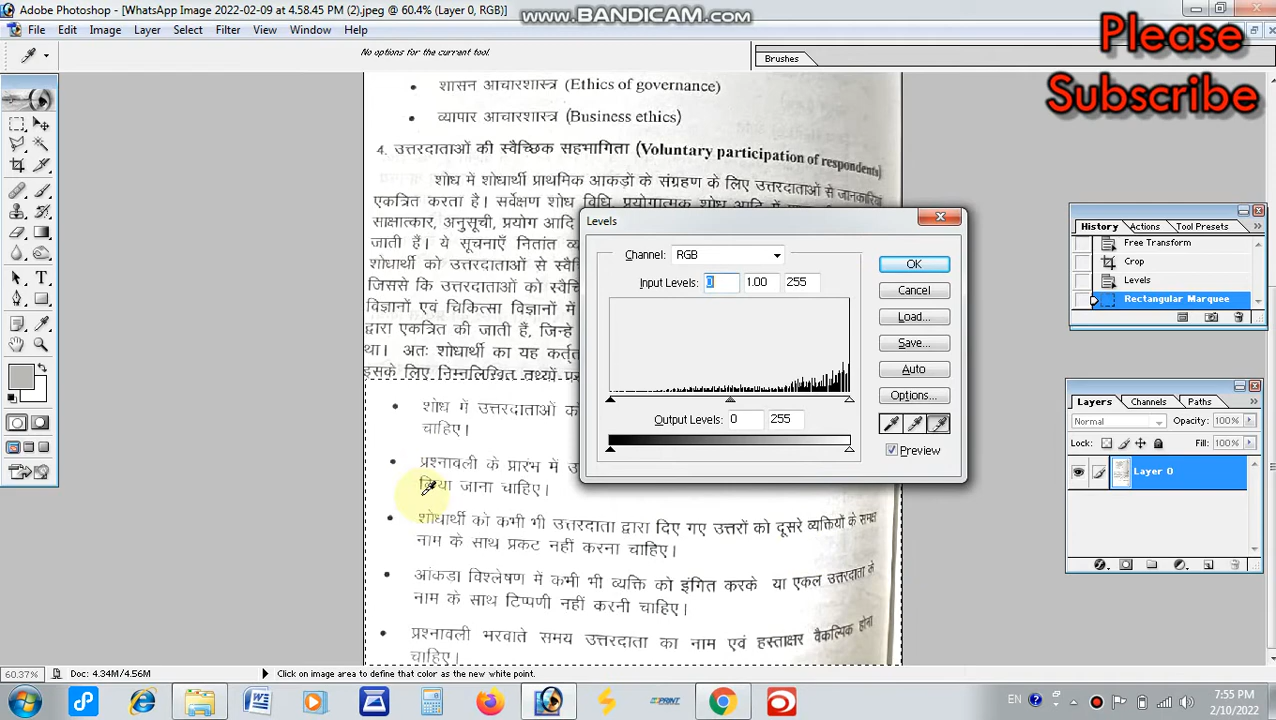 Adobe Photoshop - [WhatsApp Image 2022-02-09 at 4.58.45 PM (2).jpeg @ 60.4% (Layer 0, RGB)]
www.BANDICAM.com
File Edit Image Layer Select Filter View Window Help
Please
Subscribe
No options for the current tool.
Brushes
शासन आचारशास्त्र (Ethics of governance)
व्यापार आचारशास्त्र (Business ethics)
4. उत्तरदाताओं की स्वैच्छिक सहभागिता (Voluntary participation of respondents)
शोध में शोधार्थी प्राथमिक आकड़ों के संग्रहण के लिए उत्तरदाताओं से जानकारियां
एकत्रित करता है। सर्वेक्षण शोध विधि, प्रयोगात्मक शोध आदि में
साक्षात्कार, अनुसूची, प्रयोग आदि
जाती हैं। ये सूचनाएँ नितांत
शोधार्थी को उत्तरदाताओं से
जिससे कि उत्तरदाताओं को
विज्ञानों एवं चिकित्सा विज्ञानों में
द्वारा एकत्रित की जाती हैं, जिन्हे
था। अतः शोधार्थी का यह
इसके लिए निम्नलिखित तथ्यों
शोध में उत्तरदाताओं को
चाहिए।
प्रश्नावली के प्रारंभ में
किया जाना चाहिए।
शोधार्थी को कभी भी उत्तरदाता द्वारा दिए गए उत्तरों को दूसरे व्यक्तियों के समक्ष
नाम के साथ प्रकट नहीं करना चाहिए।
आंकडा विश्लेषण में कभी भी व्यक्ति को इंगित करके या एकल उत्तरदाता के
नाम के साथ टिप्पणी नहीं करनी चाहिए।
प्रश्नावली भरवाते समय उत्तरदाता का नाम एवं हस्ताक्षर वैकल्पिक होना
चाहिए।
Levels
Channel: RGB
Input Levels: 0 1.00 255
Output Levels: 0 255
OK
Cancel
Load...
Save...
Auto
Options...
Preview
History Actions Tool Presets
Free Transform
Crop
Levels
Rectangular Marquee
Layers Channels Paths
Normal Opacity: 100%
Lock: Fill: 100%
Layer 0
60.37% Doc: 4.34M/4.56M Click on image area to define that color as the new white point.
EN 7:55 PM
2/10/2022